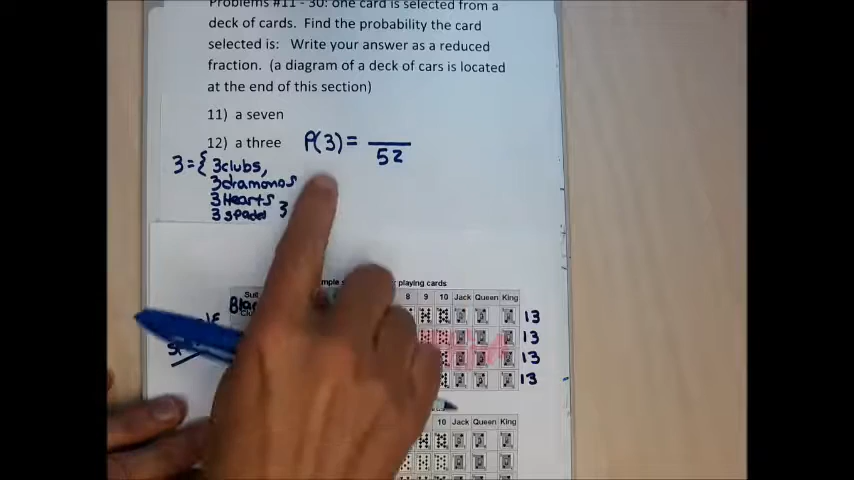 Problems #11 - 30: one card is selected from a
deck of cards. Find the probability the card
selected is: Write your answer as a reduced
fraction. (a diagram of a deck of cars is located
at the end of this section)
11) a seven
12) a three P(3)= 52
3={ 3clubs,
3diamonds
3Hearts
3 spades }
playing cards
Suit 8 9 10 Jack Queen King
13
13
13
13
10 Jack Queen King